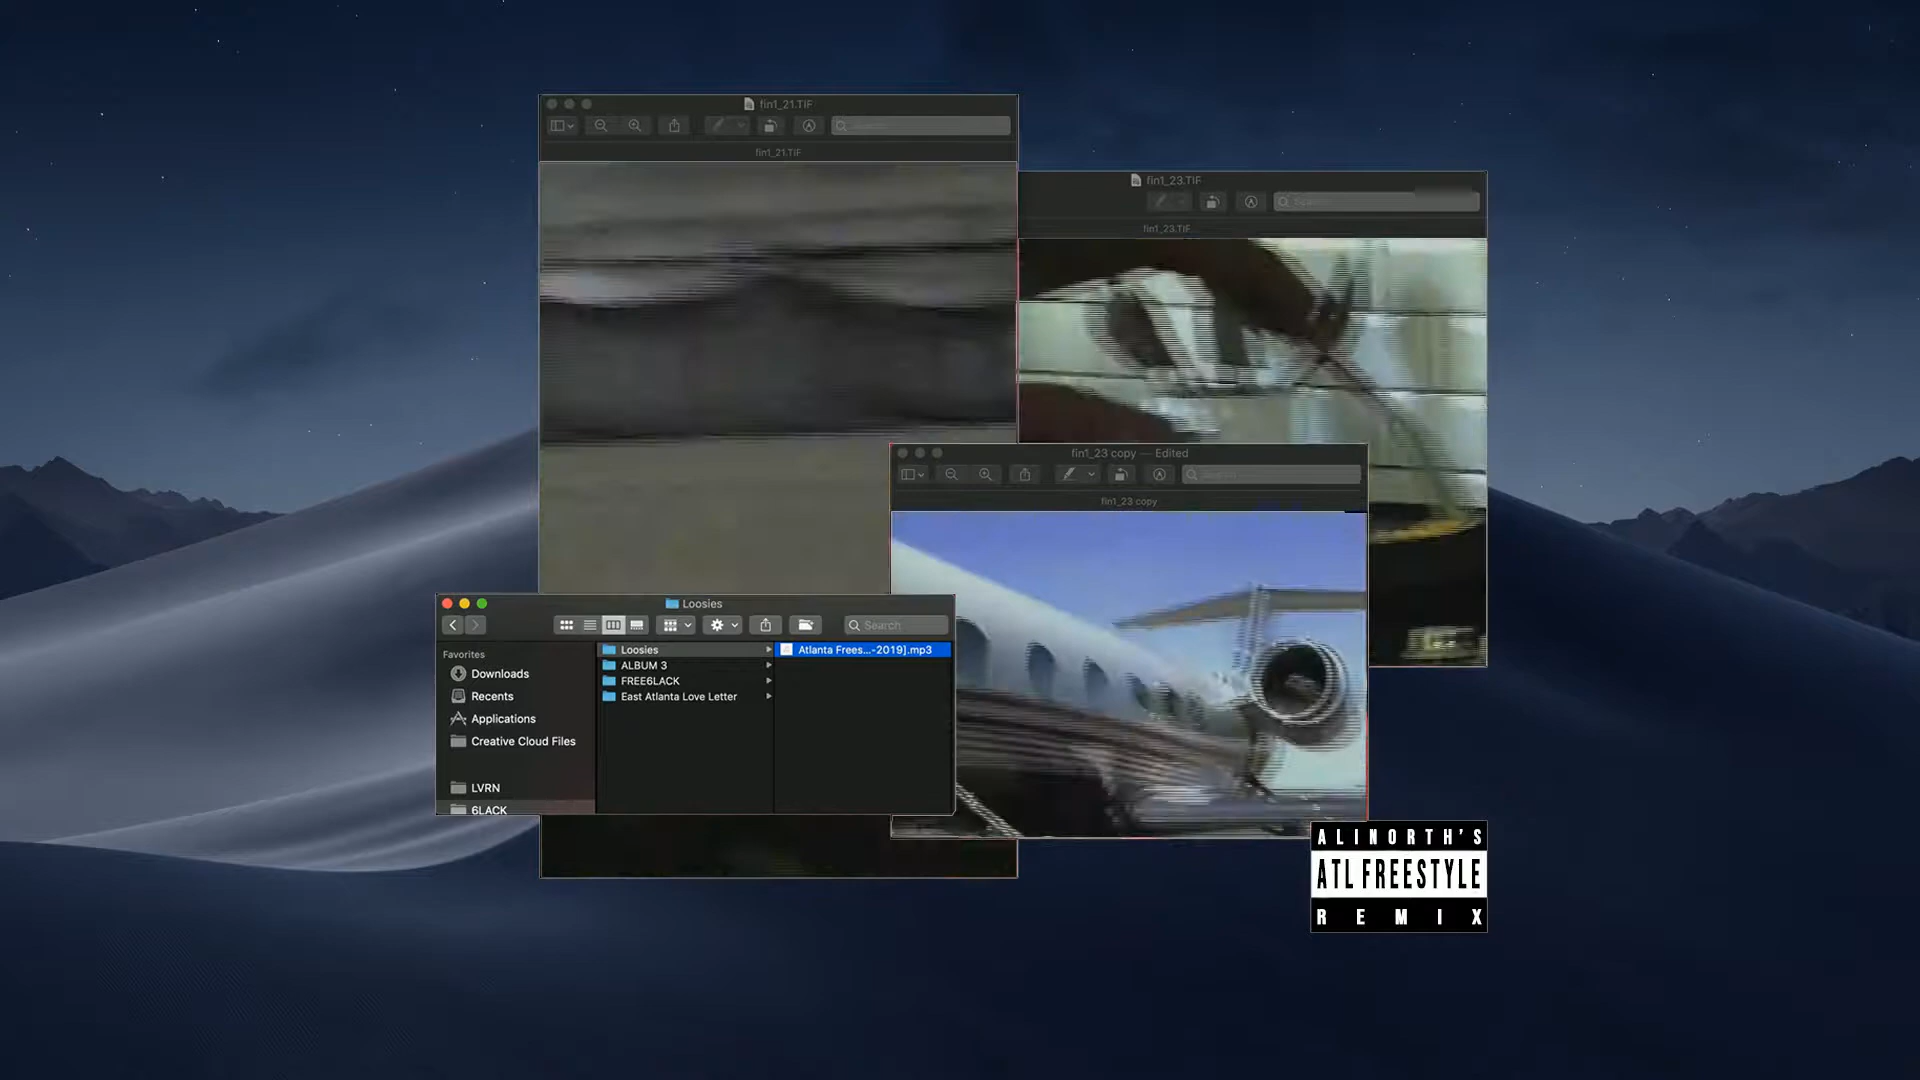 fin1_21.TIF
fin1_21.TIF
fin1_23.TIF
fin1_23.TIF
fin1_23 copy — Edited
fin1_23 copy
Loosies
Search
Favorites
Downloads
Recents
Applications
Creative Cloud Files
LVRN
6LACK
Loosies
ALBUM 3
FREE6LACK
East Atlanta Love Letter
Atlanta Frees...-2019].mp3
ALINORTH'S
ATL FREESTYLE
REMIX